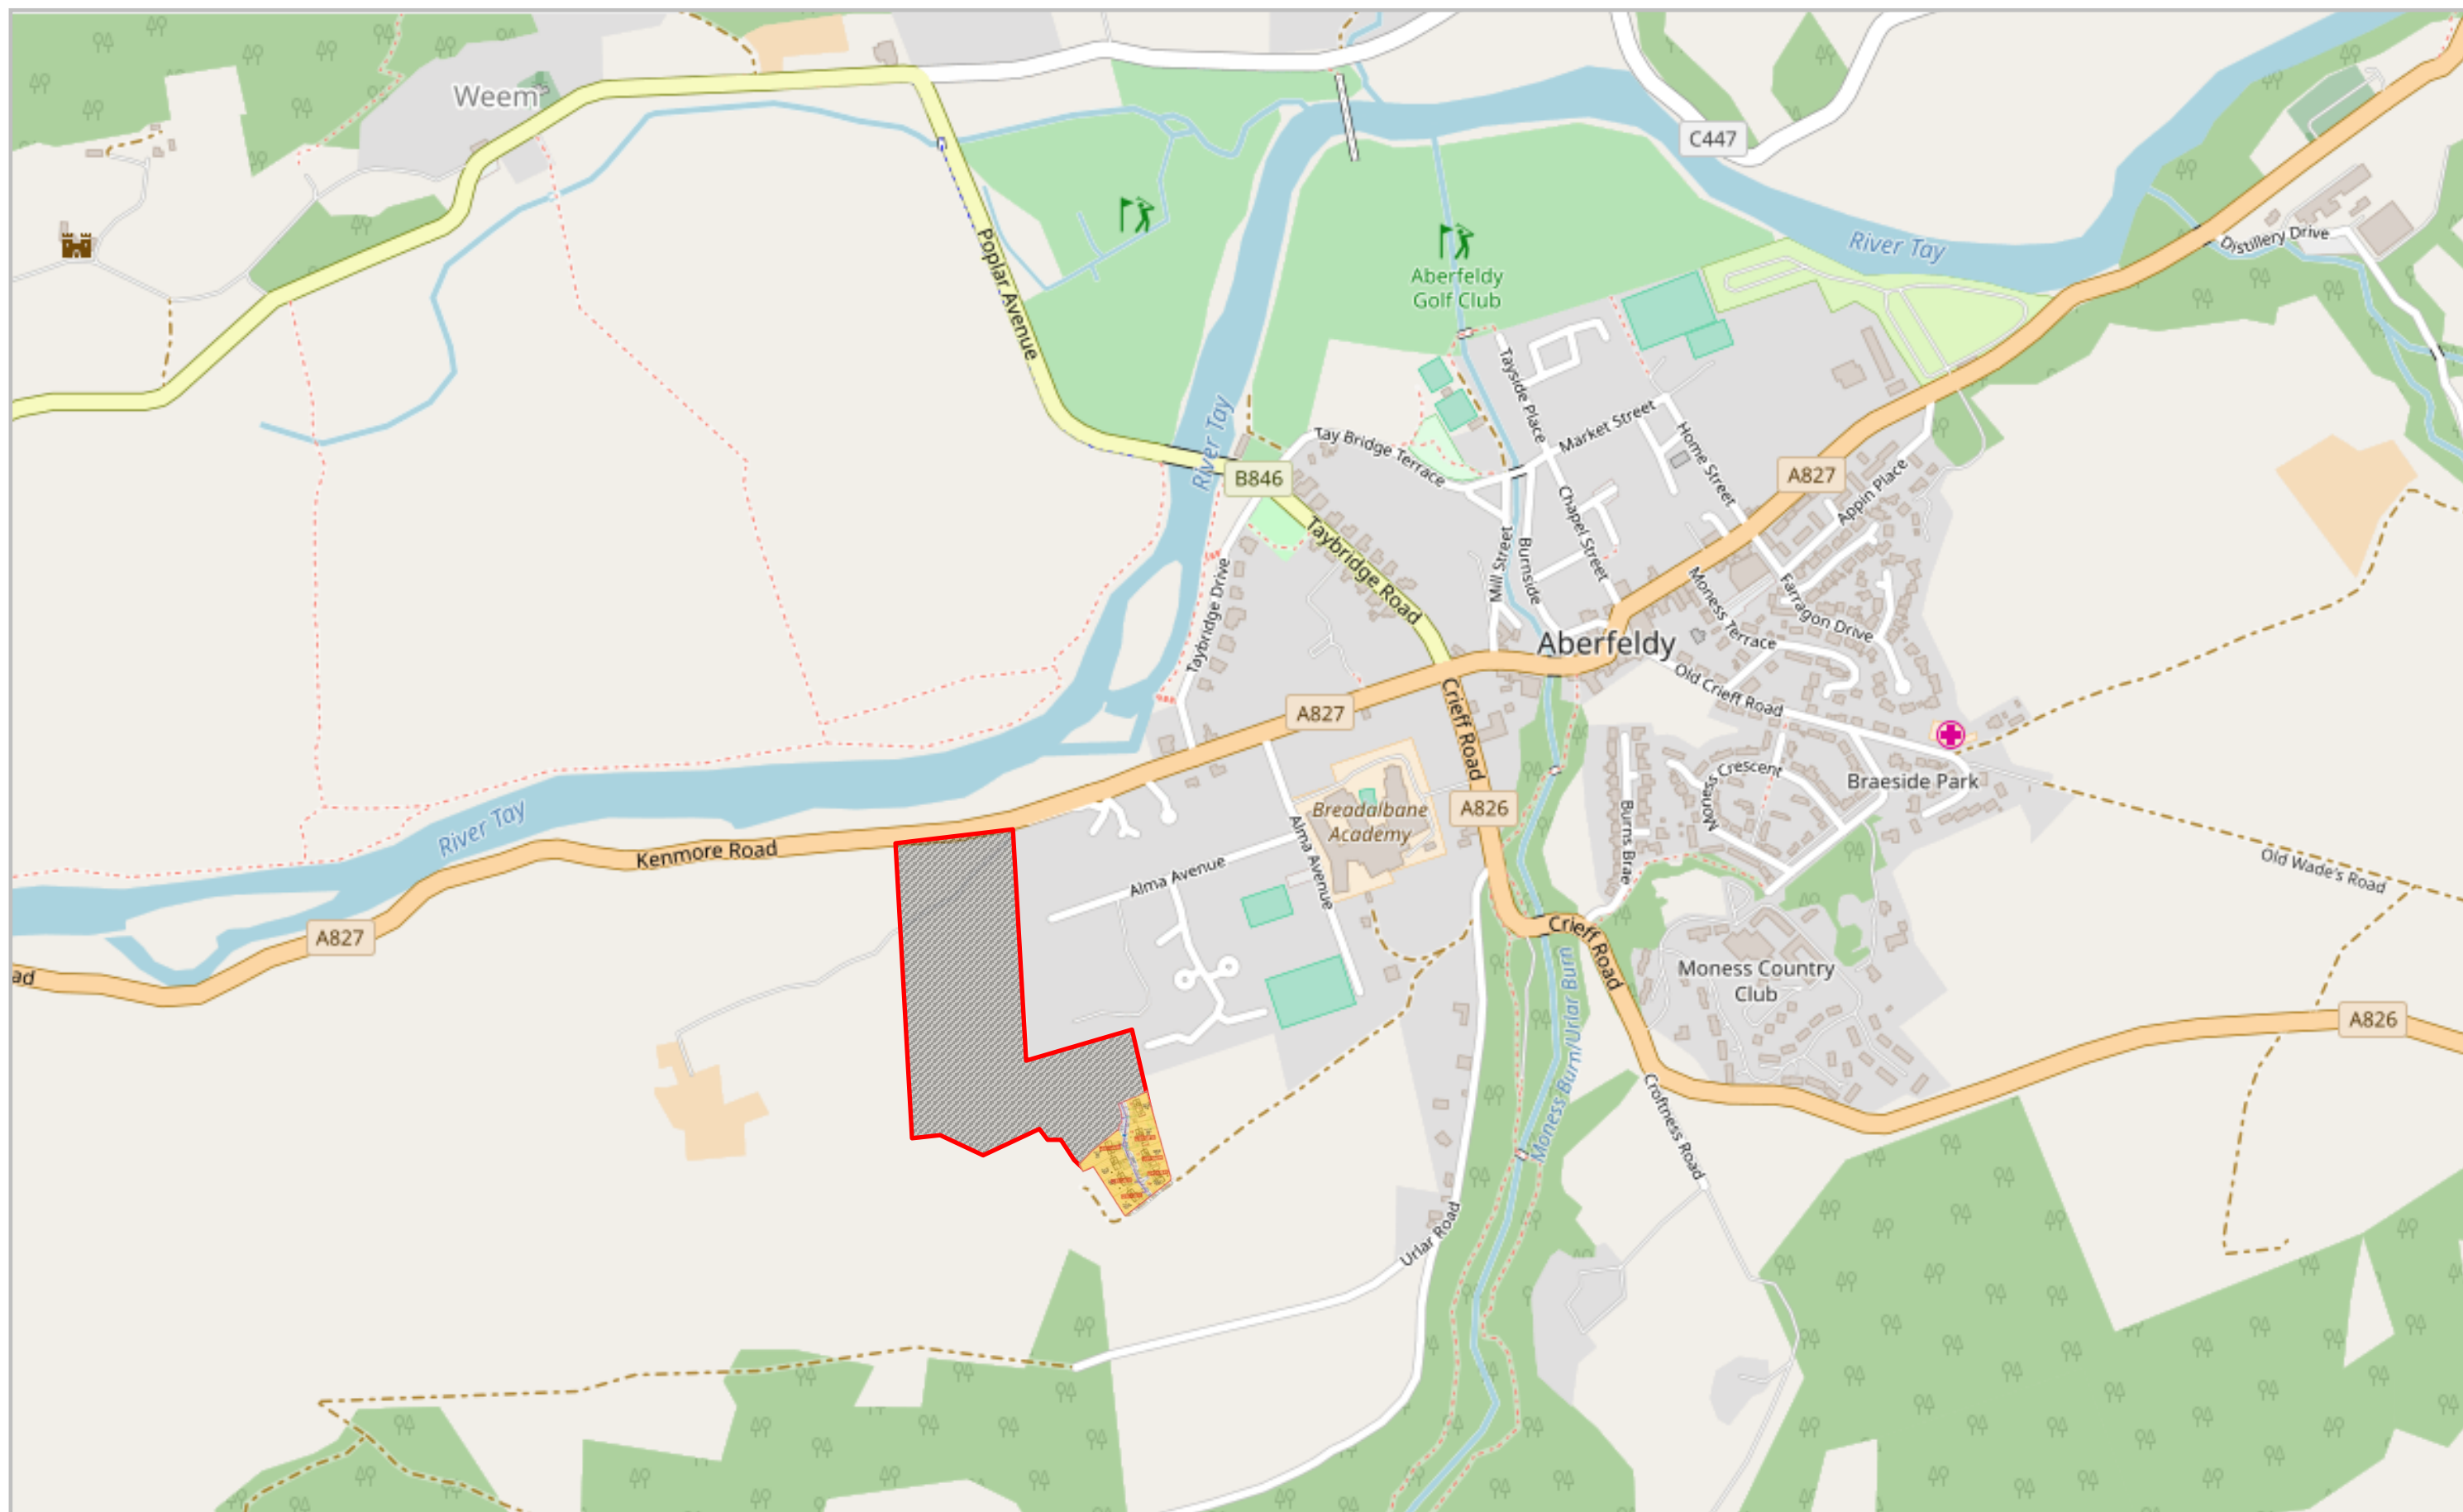 Weem
C447
River Tay
Distillery Drive
Poplar Avenue
Aberfeldy
Golf Club
Tayside Place
Market Street
Home Street
Tay Bridge Terrace
River Tay
B846
A827
Appin Place
Chapel Street
Taybridge Road
Mill Street
Burnside
Taybridge Drive
Moness Terrace
Farragon Drive
Aberfeldy
Old Crieff Road
A827
Crieff Road
Moness Crescent
Braeside Park
Breadalbane
Academy
A826
Burns Brae
River Tay
Kenmore Road
Alma Avenue
Alma Avenue
Old Wade's Road
A827
Crieff Road
Moness Country
Club
ad
A826
Moness Burn/Urlar Burn
Croftness Road
Urlar Road